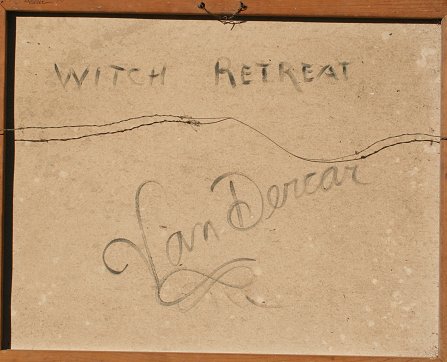 WITCH RETREAT
Van Dercar